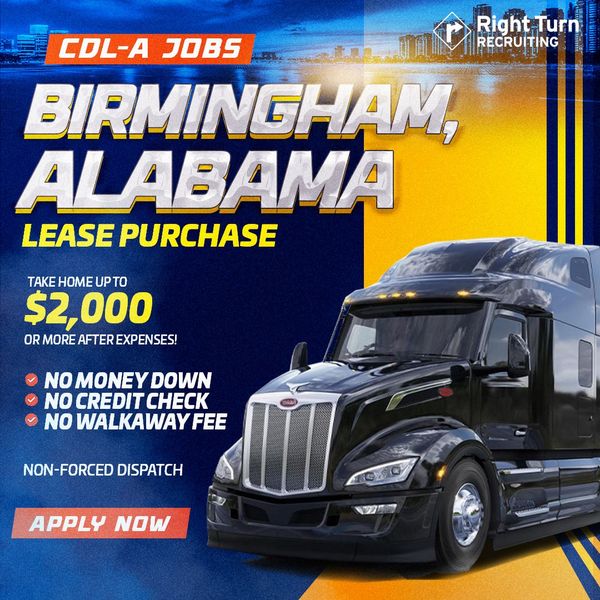 CDL-A JOBS
Right Turn
RECRUITING
BIRMINGHAM,
ALABAMA
LEASE PURCHASE
TAKE HOME UP TO
$2,000
OR MORE AFTER EXPENSES!
NO MONEY DOWN
NO CREDIT CHECK
NO WALKAWAY FEE
NON-FORCED DISPATCH
APPLY NOW